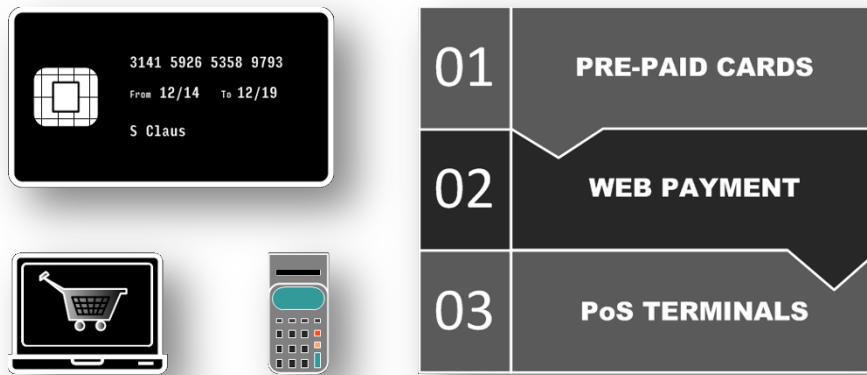 3141 5926 5358 9793
From 12/14 To 12/19
S Claus
01 PRE-PAID CARDS
02 WEB PAYMENT
03 PoS TERMINALS